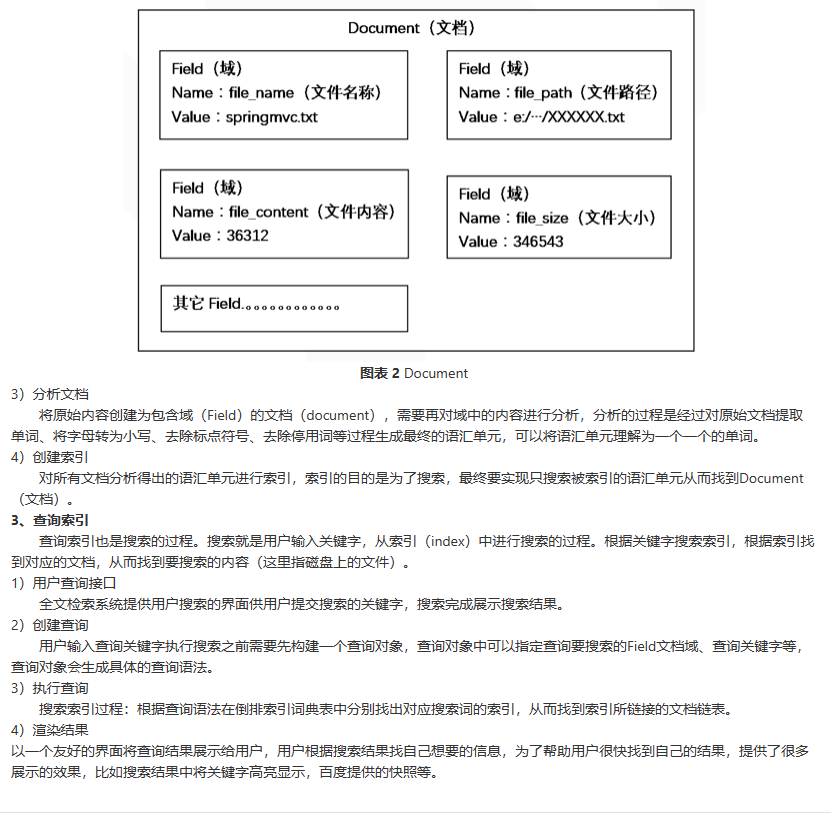 Document（文档）
Field（域）
Name：file_name（文件名称）
Value：springmvc.txt
Field（域）
Name：file_path（文件路径）
Value：e:/…/XXXXXX.txt
Field（域）
Name：file_content（文件内容）
Value：36312
Field（域）
Name：file_size（文件大小）
Value：346543
其它 Field.。。。。。。。。。。。。
图表 2 Document
3）分析文档
将原始内容创建为包含域（Field）的文档（document），需要再对域中的内容进行分析，分析的过程是经过对原始文档提取
单词、将字母转为小写、去除标点符号、去除停用词等过程生成最终的语汇单元，可以将语汇单元理解为一个一个的单词。
4）创建索引
对所有文档分析得出的语汇单元进行索引，索引的目的是为了搜索，最终要实现只搜索被索引的语汇单元从而找到Document
（文档）。
3、查询索引
查询索引也是搜索的过程。搜索就是用户输入关键字，从索引（index）中进行搜索的过程。根据关键字搜索索引，根据索引找
到对应的文档，从而找到要搜索的内容（这里指磁盘上的文件）。
1）用户查询接口
全文检索系统提供用户搜索的界面供用户提交搜索的关键字，搜索完成展示搜索结果。
2）创建查询
用户输入查询关键字执行搜索之前需要先构建一个查询对象，查询对象中可以指定查询要搜索的Field文档域、查询关键字等，
查询对象会生成具体的查询语法。
3）执行查询
搜索索引过程：根据查询语法在倒排索引词典表中分别找出对应搜索词的索引，从而找到索引所链接的文档链表。
4）渲染结果
以一个友好的界面将查询结果展示给用户，用户根据搜索结果找自己想要的信息，为了帮助用户很快找到自己的结果，提供了很多
展示的效果，比如搜索结果中将关键字高亮显示，百度提供的快照等。